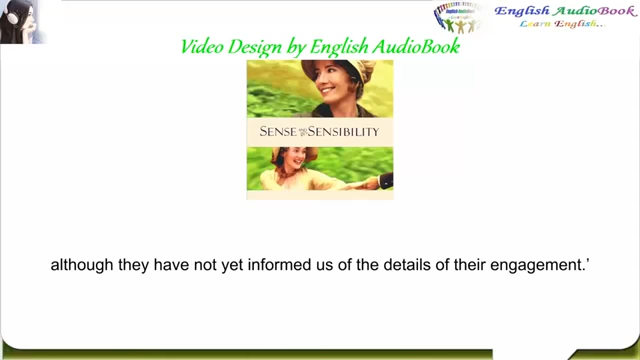 English AudioBook
Learn English...
Video Design by English AudioBook
SENSE AND SENSIBILITY
although they have not yet informed us of the details of their engagement.’